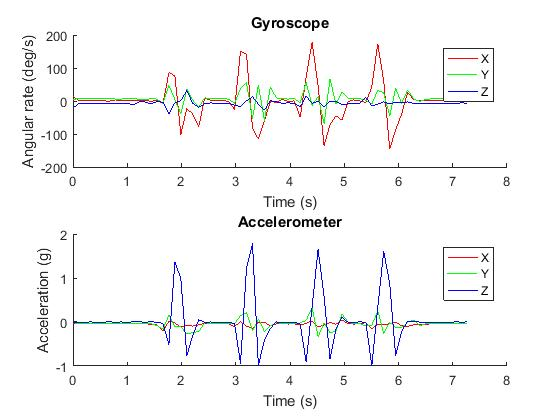 Gyroscope
200
100
0
-100
-200
Angular rate (deg/s)
X
Y
Z
0 1 2 3 4 5 6 7 8
Time (s)
Accelerometer
2
1
0
-1
Acceleration (g)
X
Y
Z
0 1 2 3 4 5 6 7 8
Time (s)